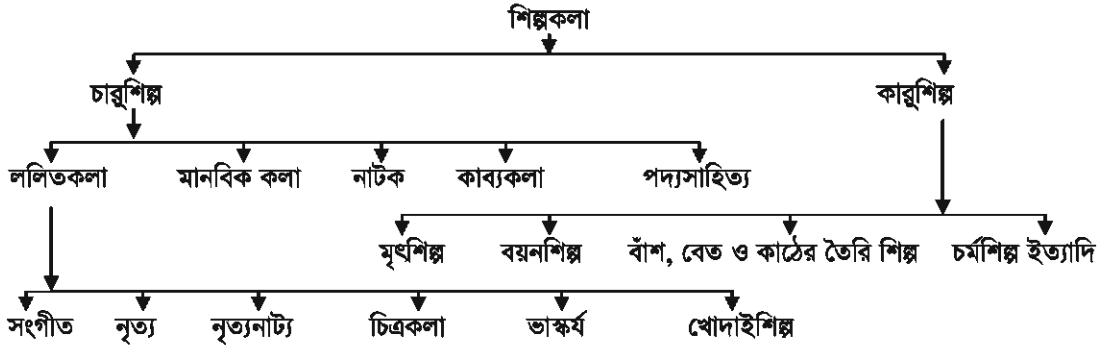 শিল্পকলা
চারুশিল্প কারুশিল্প
ললিতকলা মানবিক কলা নাটক কাব্যকলা পদ্যসাহিত্য
মৃৎশিল্প বয়নশিল্প বাঁশ, বেত ও কাঠের তৈরি শিল্প চর্মশিল্প ইত্যাদি
সংগীত নৃত্য নৃত্যনাট্য চিত্রকলা ভাস্কর্য খোদাইশিল্প